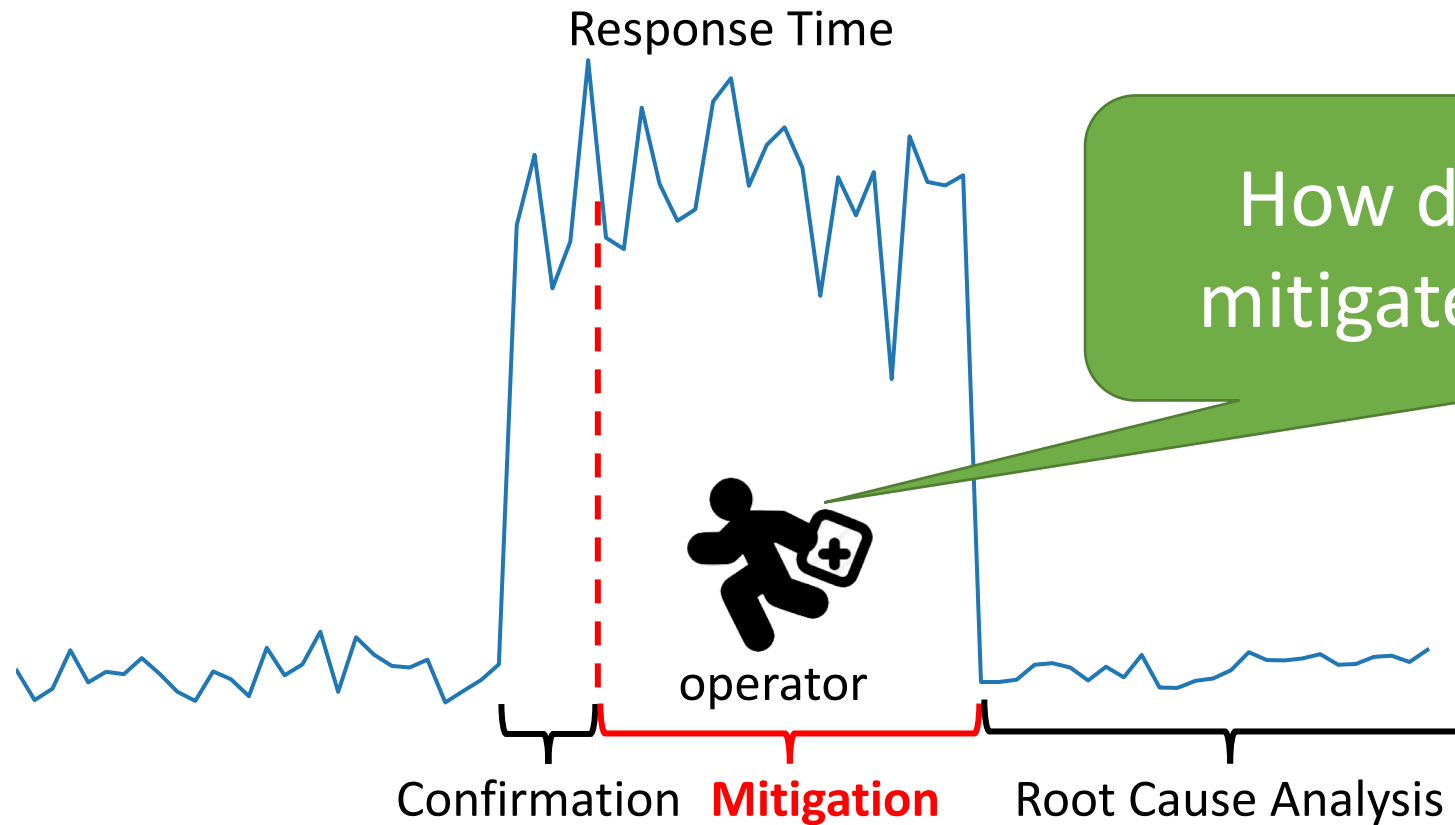 Response Time
How d
mitigate
operator
Confirmation Mitigation Root Cause Analysis